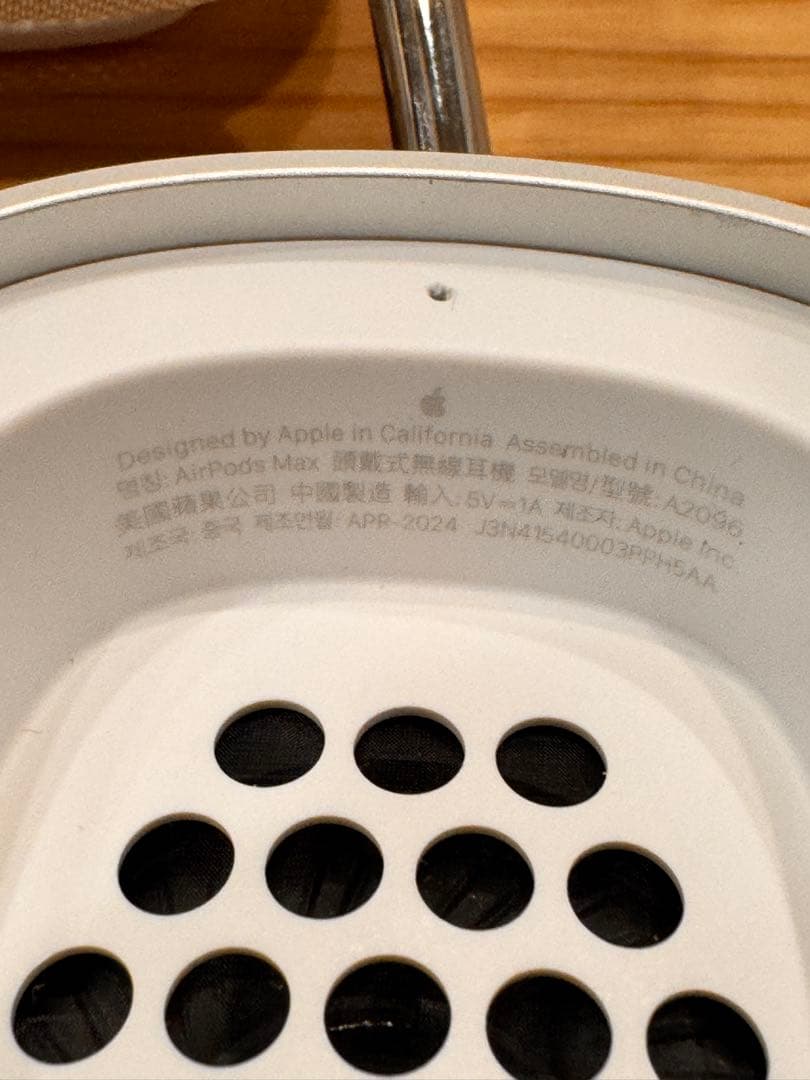 Designed by Apple in California Assembled in China
명칭: AirPods Max 頭戴式無線耳機 모델명/型號: A2096,
美國蘋果公司 中國製造 輸入: 5V⎓1A 제조자: Apple Inc.
제조국: 중국 제조연월: APR-2024 J3N41540003PPH5AA